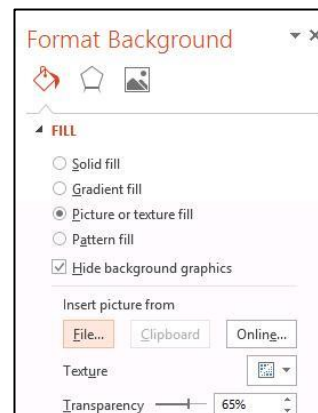 Format Background
FILL
Solid fill
Gradient fill
Picture or texture fill
Pattern fill
Hide background graphics
Insert picture from
File... Clipboard Online...
Texture
Transparency 65%